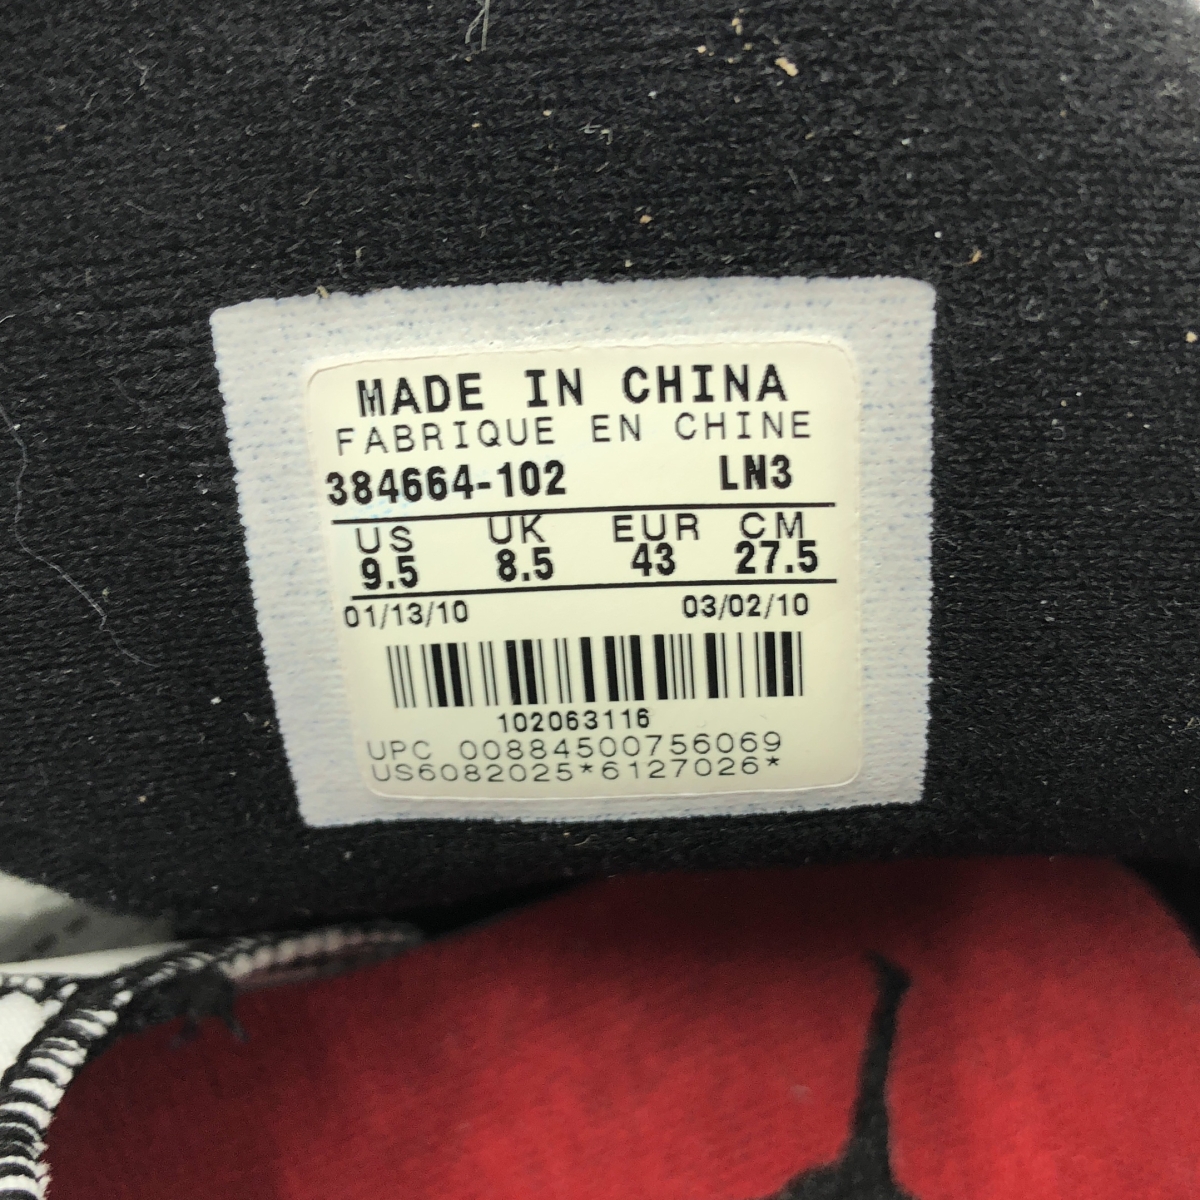 MADE IN CHINA
FABRIQUE EN CHINE
384664-102 LN3
US UK EUR CM
9.5 8.5 43 27.5
01/13/10 03/02/10
102063116
UPC 00884500756069
US6082025*6127026*